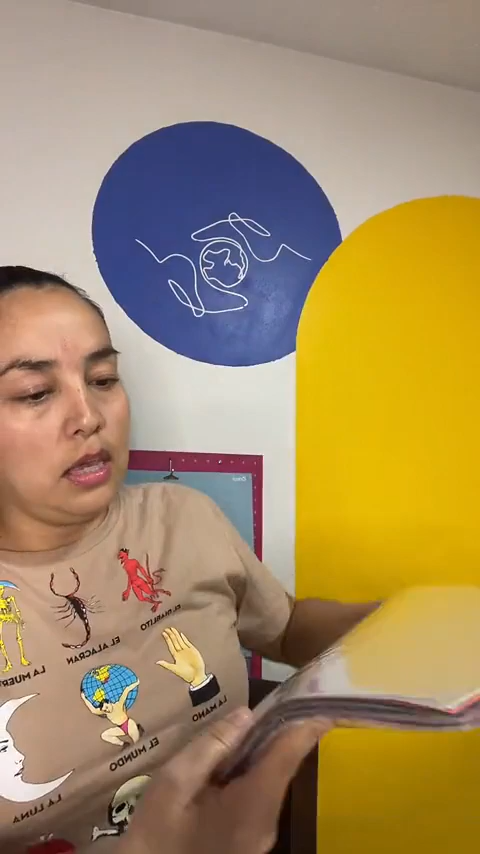 EL DIABLITO
EL ALACRAN
LA MUERTE
LA MANO
EL MUNDO
LA LUNA